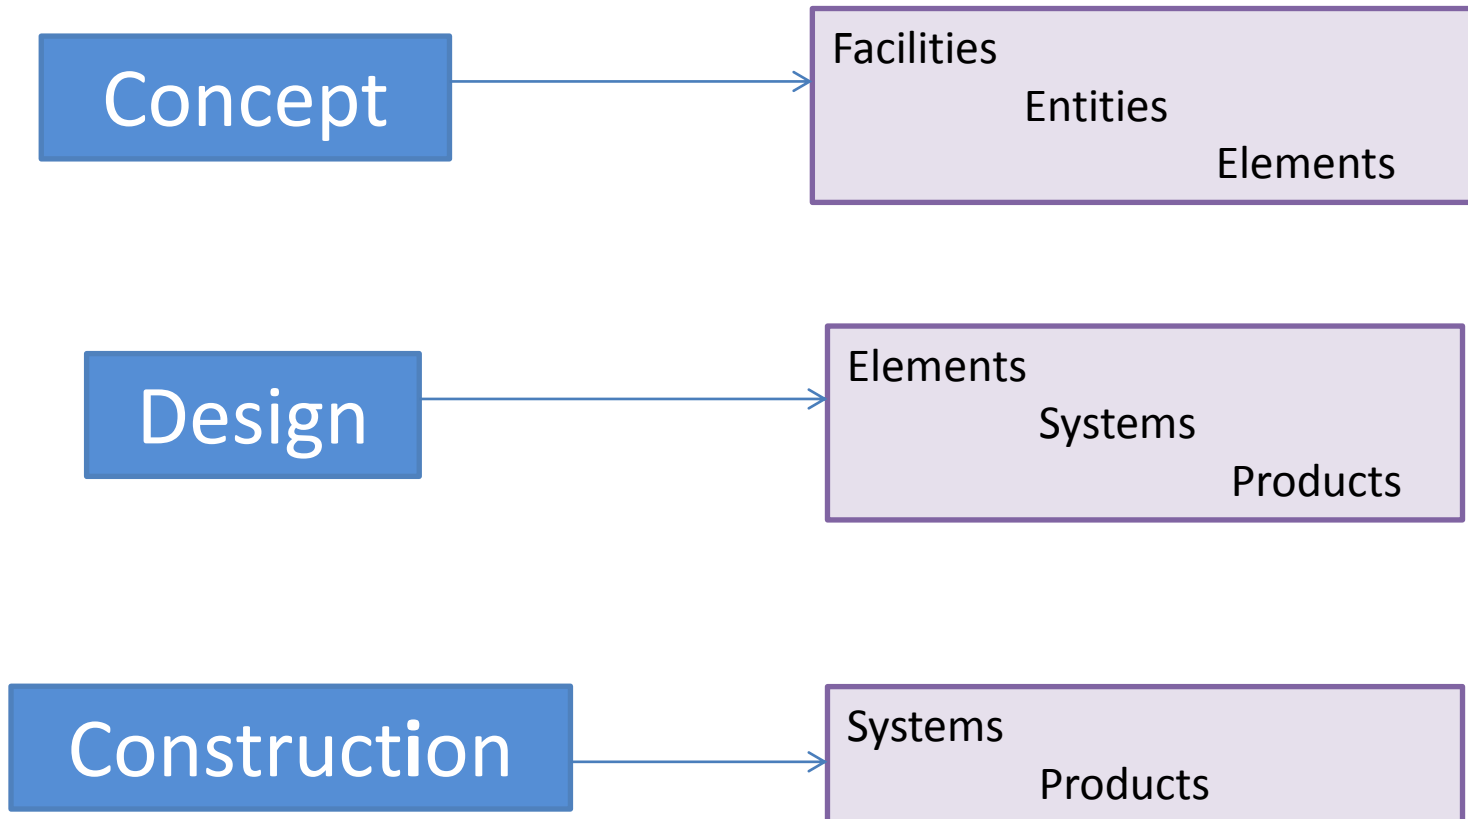 Concept
Facilities
Entities
Elements
Design
Elements
Systems
Products
Construction
Systems
Products